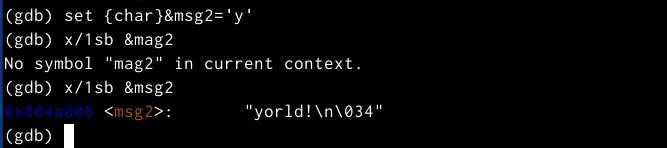 (gdb) set {char}&msg2='y'
(gdb) x/1sb &mag2
No symbol "mag2" in current context.
(gdb) x/1sb &msg2
0x804a008 <msg2>:        "yorld!\n\034"
(gdb)